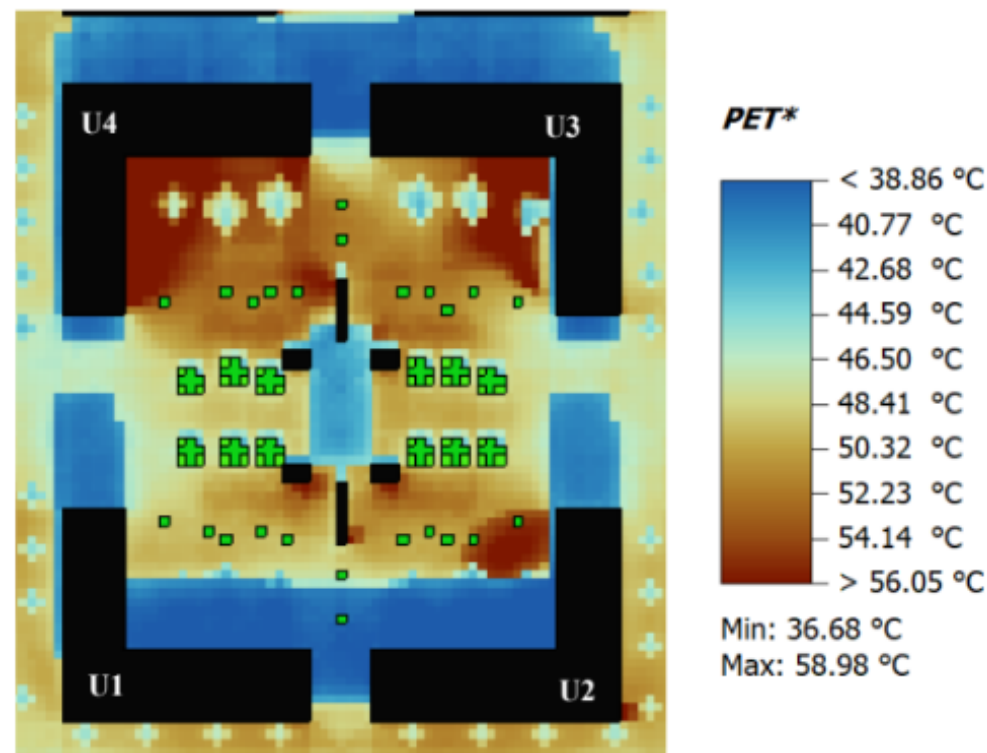 U4
U3
U1
U2
PET*
< 38.86 °C
40.77 °C
42.68 °C
44.59 °C
46.50 °C
48.41 °C
50.32 °C
52.23 °C
54.14 °C
> 56.05 °C
Min: 36.68 °C
Max: 58.98 °C